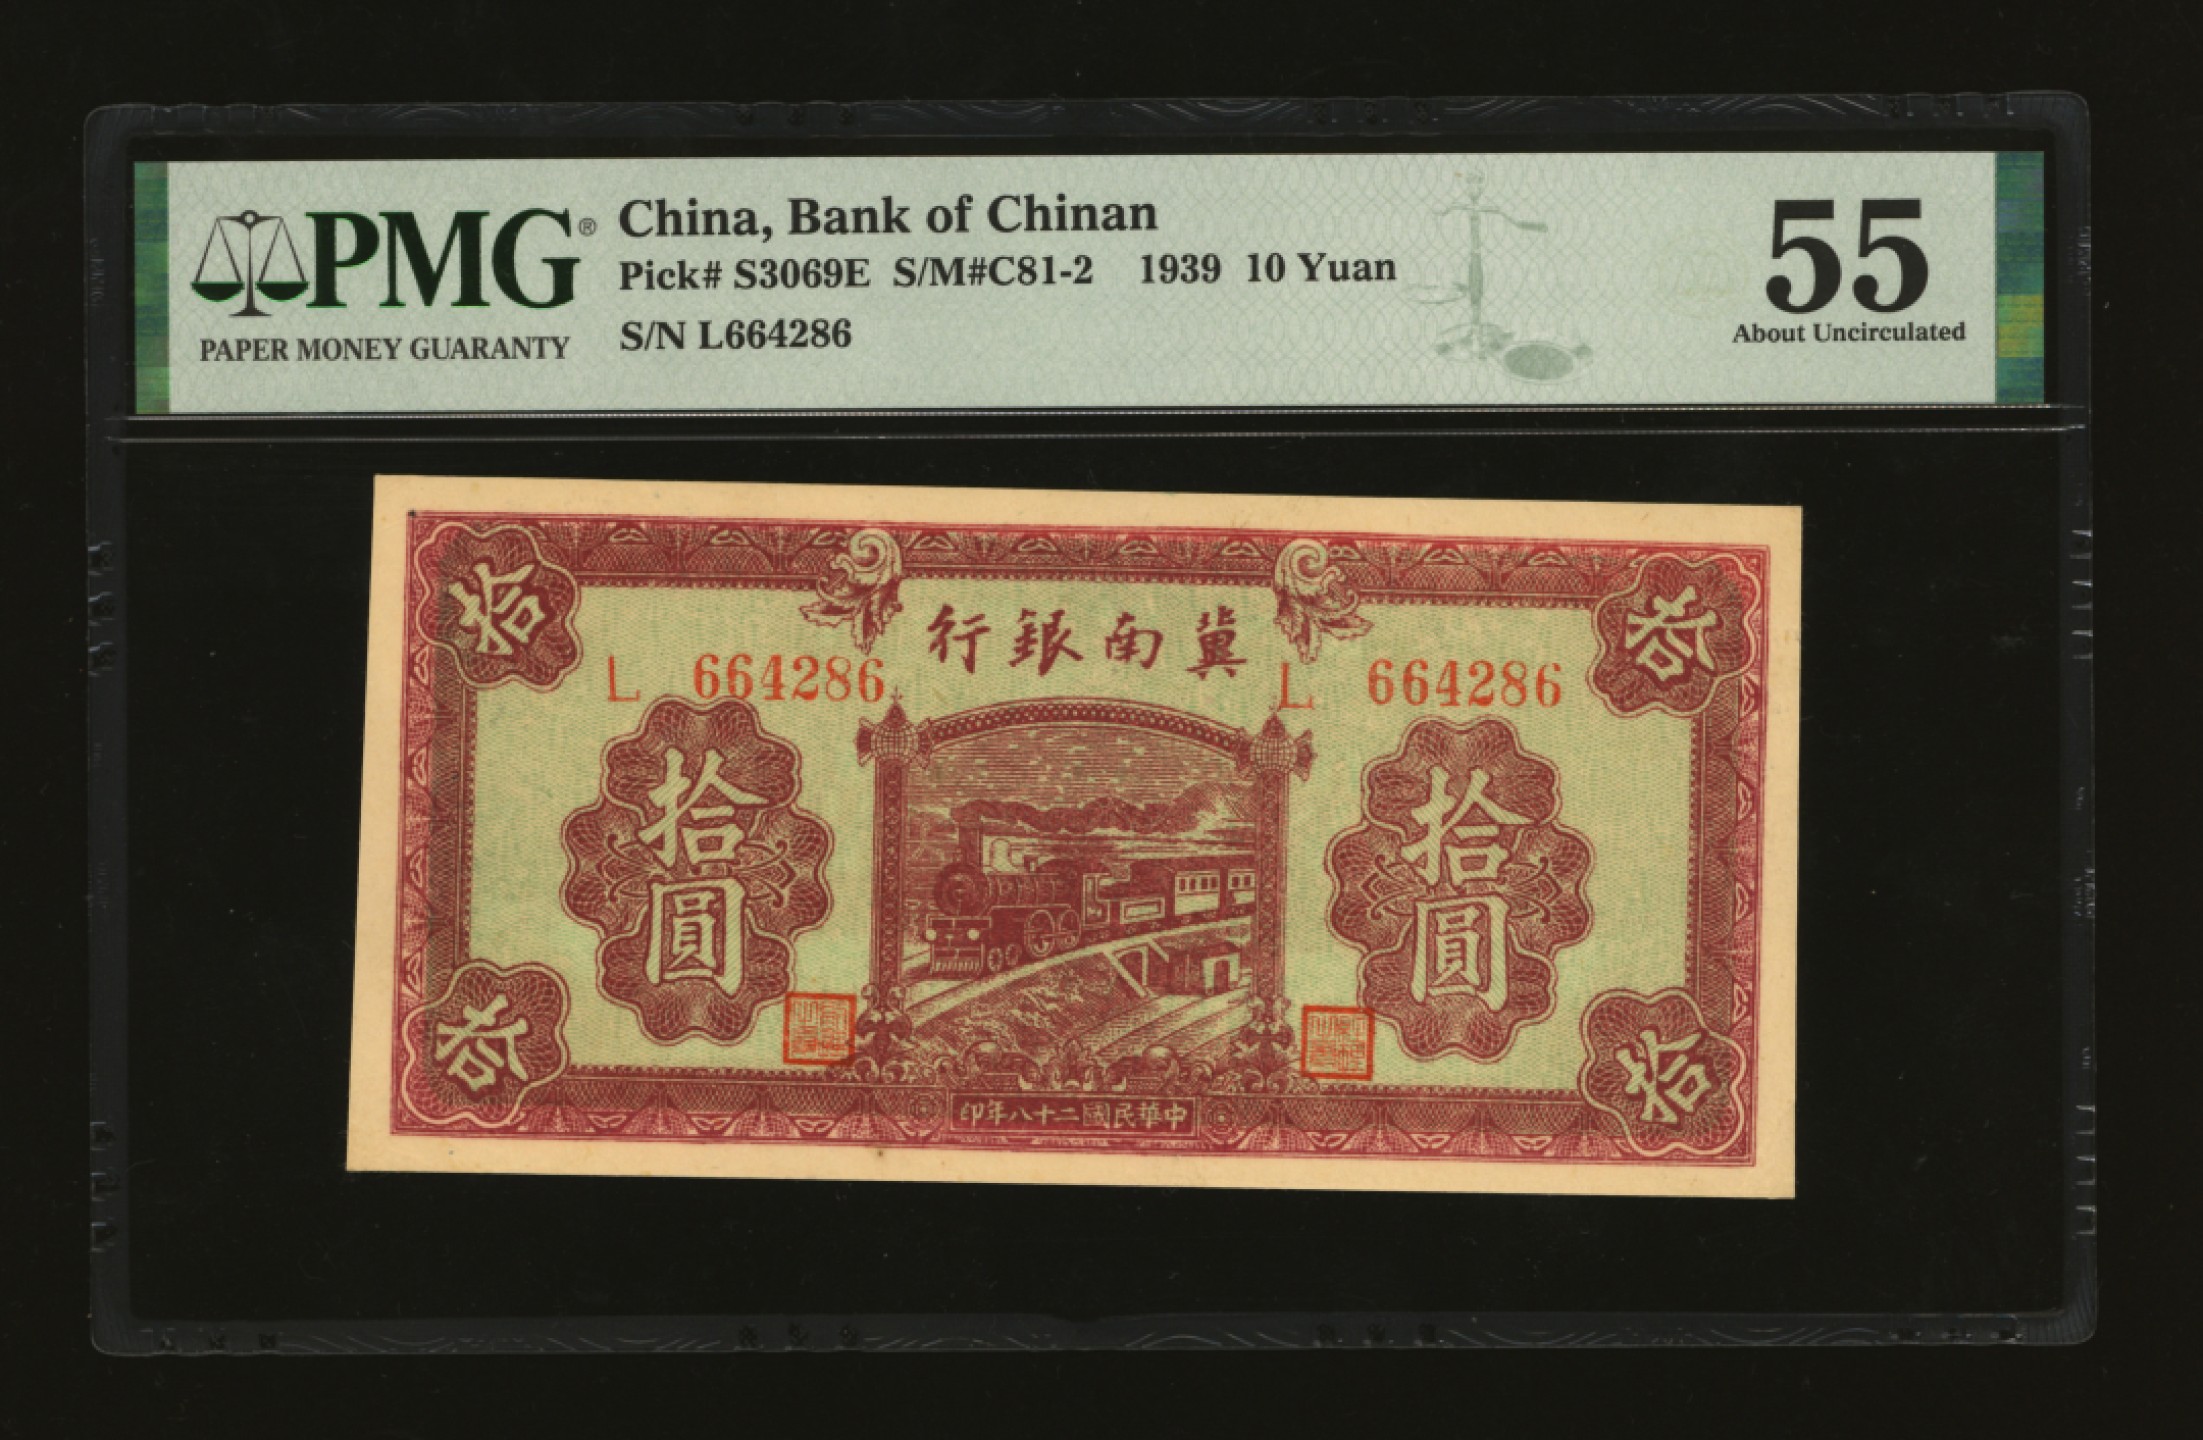 PMG®
PAPER MONEY GUARANTY
China, Bank of Chinan
Pick# S3069E S/M#C81-2 1939 10 Yuan
S/N L664286
55
About Uncirculated
拾
拾
行銀南冀
L 664286
L 664286
拾圓
拾圓
拾
拾
印年八十二國民華中